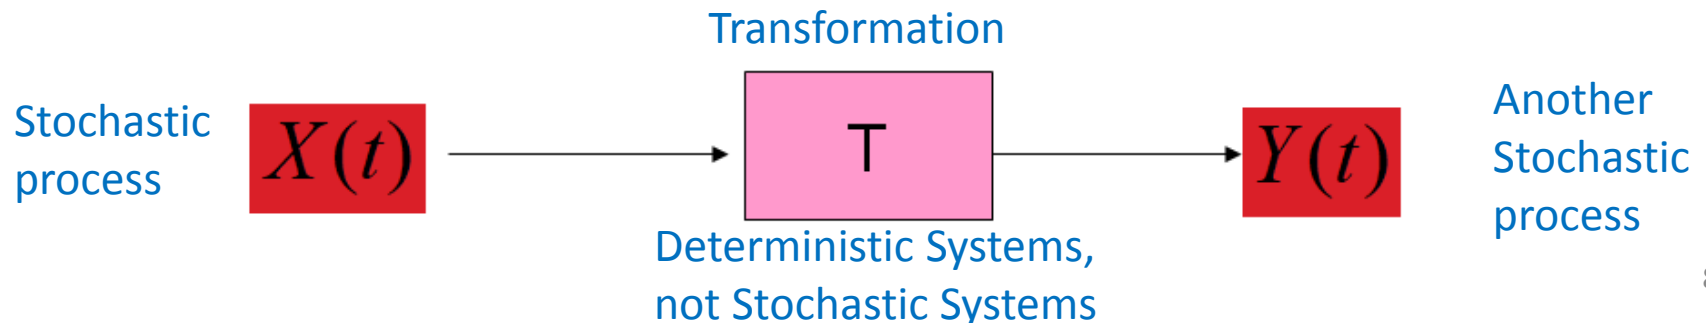 Transformation
Stochastic
process
X(t)
T
Y(t)
Another
Stochastic
process
Deterministic Systems,
not Stochastic Systems